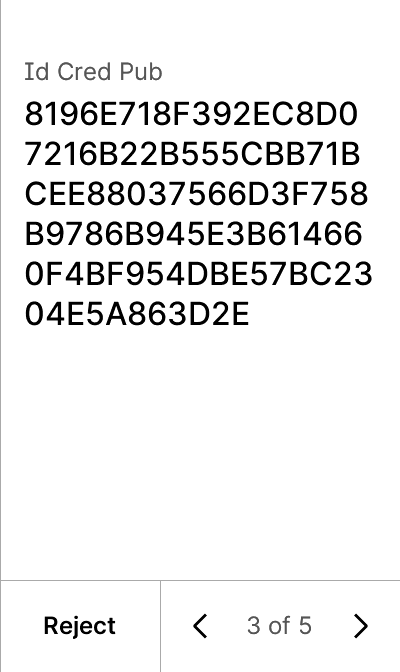 Id Cred Pub
8196E718F392EC8D0
7216B22B555CBB71B
CEE88037566D3F758
B9786B945E3B61466
0F4BF954DBE57BC23
04E5A863D2E
Reject
3 of 5